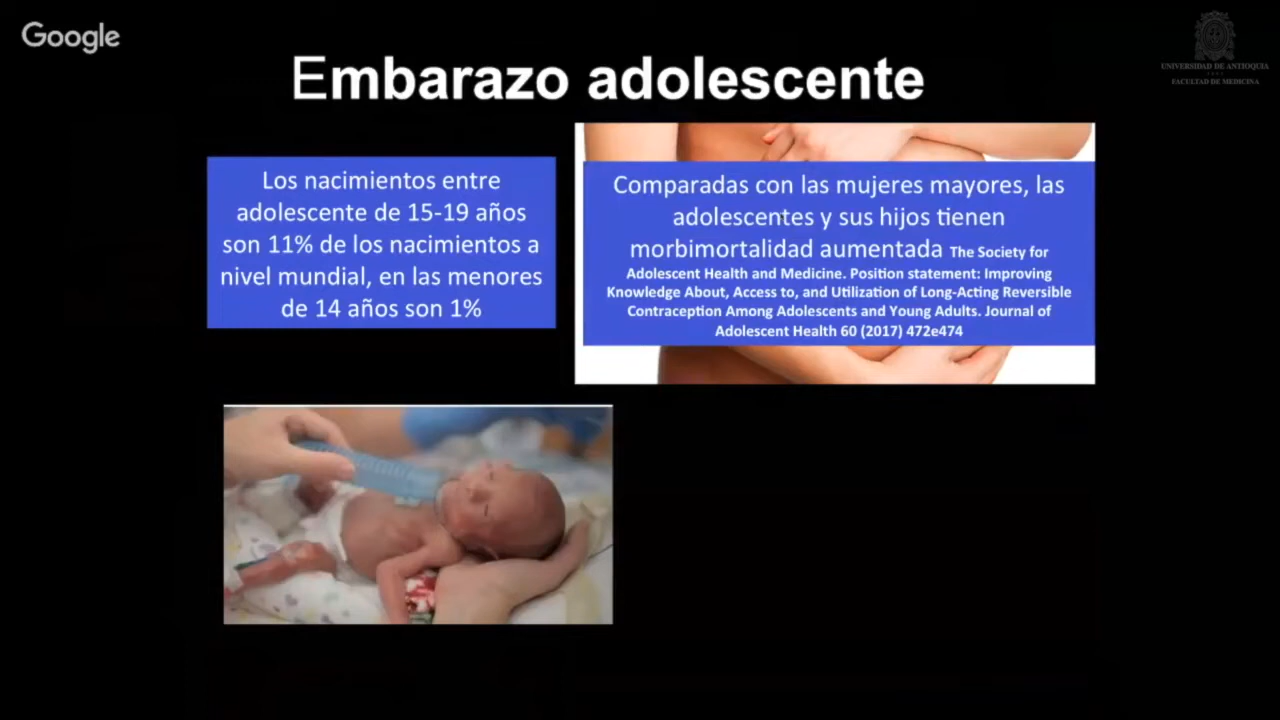 Google
UNIVERSIDAD DE ANTIOQUIA
1803
FACULTAD DE MEDICINA
Embarazo adolescente
Los nacimientos entre
adolescente de 15-19 años
son 11% de los nacimientos a
nivel mundial, en las menores
de 14 años son 1%
Comparadas con las mujeres mayores, las
adolescentes y sus hijos tienen
morbimortalidad aumentada The Society for
Adolescent Health and Medicine. Position statement: Improving
Knowledge About, Access to, and Utilization of Long-Acting Reversible
Contraception Among Adolescents and Young Adults. Journal of
Adolescent Health 60 (2017) 472e474